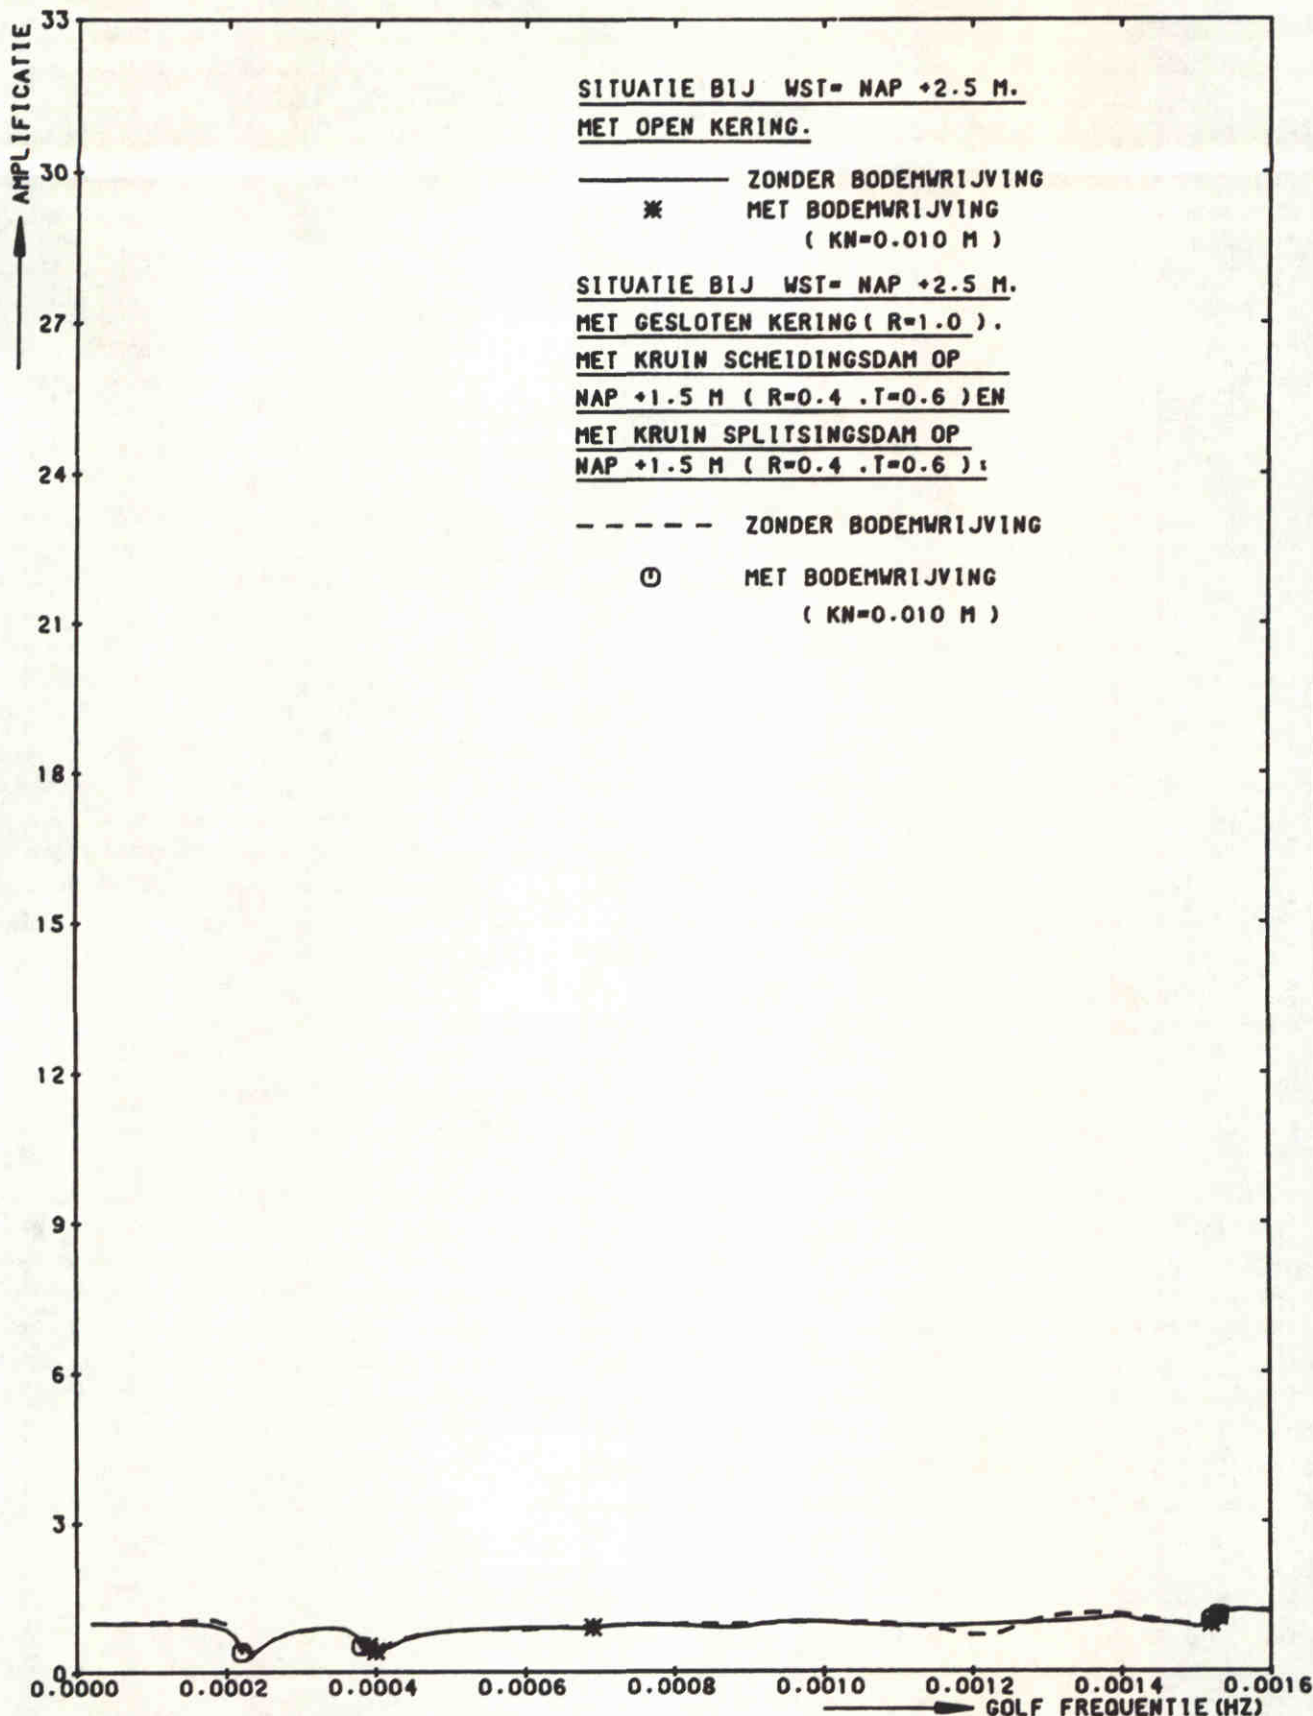 AMPLIFICATIE
33
30
27
24
21
18
15
12
9
6
3
0
SITUATIE BIJ WST= NAP +2.5 M.
MET OPEN KERING.
ZONDER BODEMWRIJVING
MET BODEMWRIJVING
( KN=0.010 M )
SITUATIE BIJ WST= NAP +2.5 M.
MET GESLOTEN KERING( R=1.0 ).
MET KRUIN SCHEIDINGSDAM OP
NAP +1.5 M ( R=0.4 .T=0.6 )EN
MET KRUIN SPLITSINGSDAM OP
NAP +1.5 M ( R=0.4 .T=0.6 ):
ZONDER BODEMWRIJVING
MET BODEMWRIJVING
( KN=0.010 M )
0.0000 0.0002 0.0004 0.0006 0.0008 0.0010 0.0012 0.0014 0.0016
GOLF FREQUENTIE(HZ)